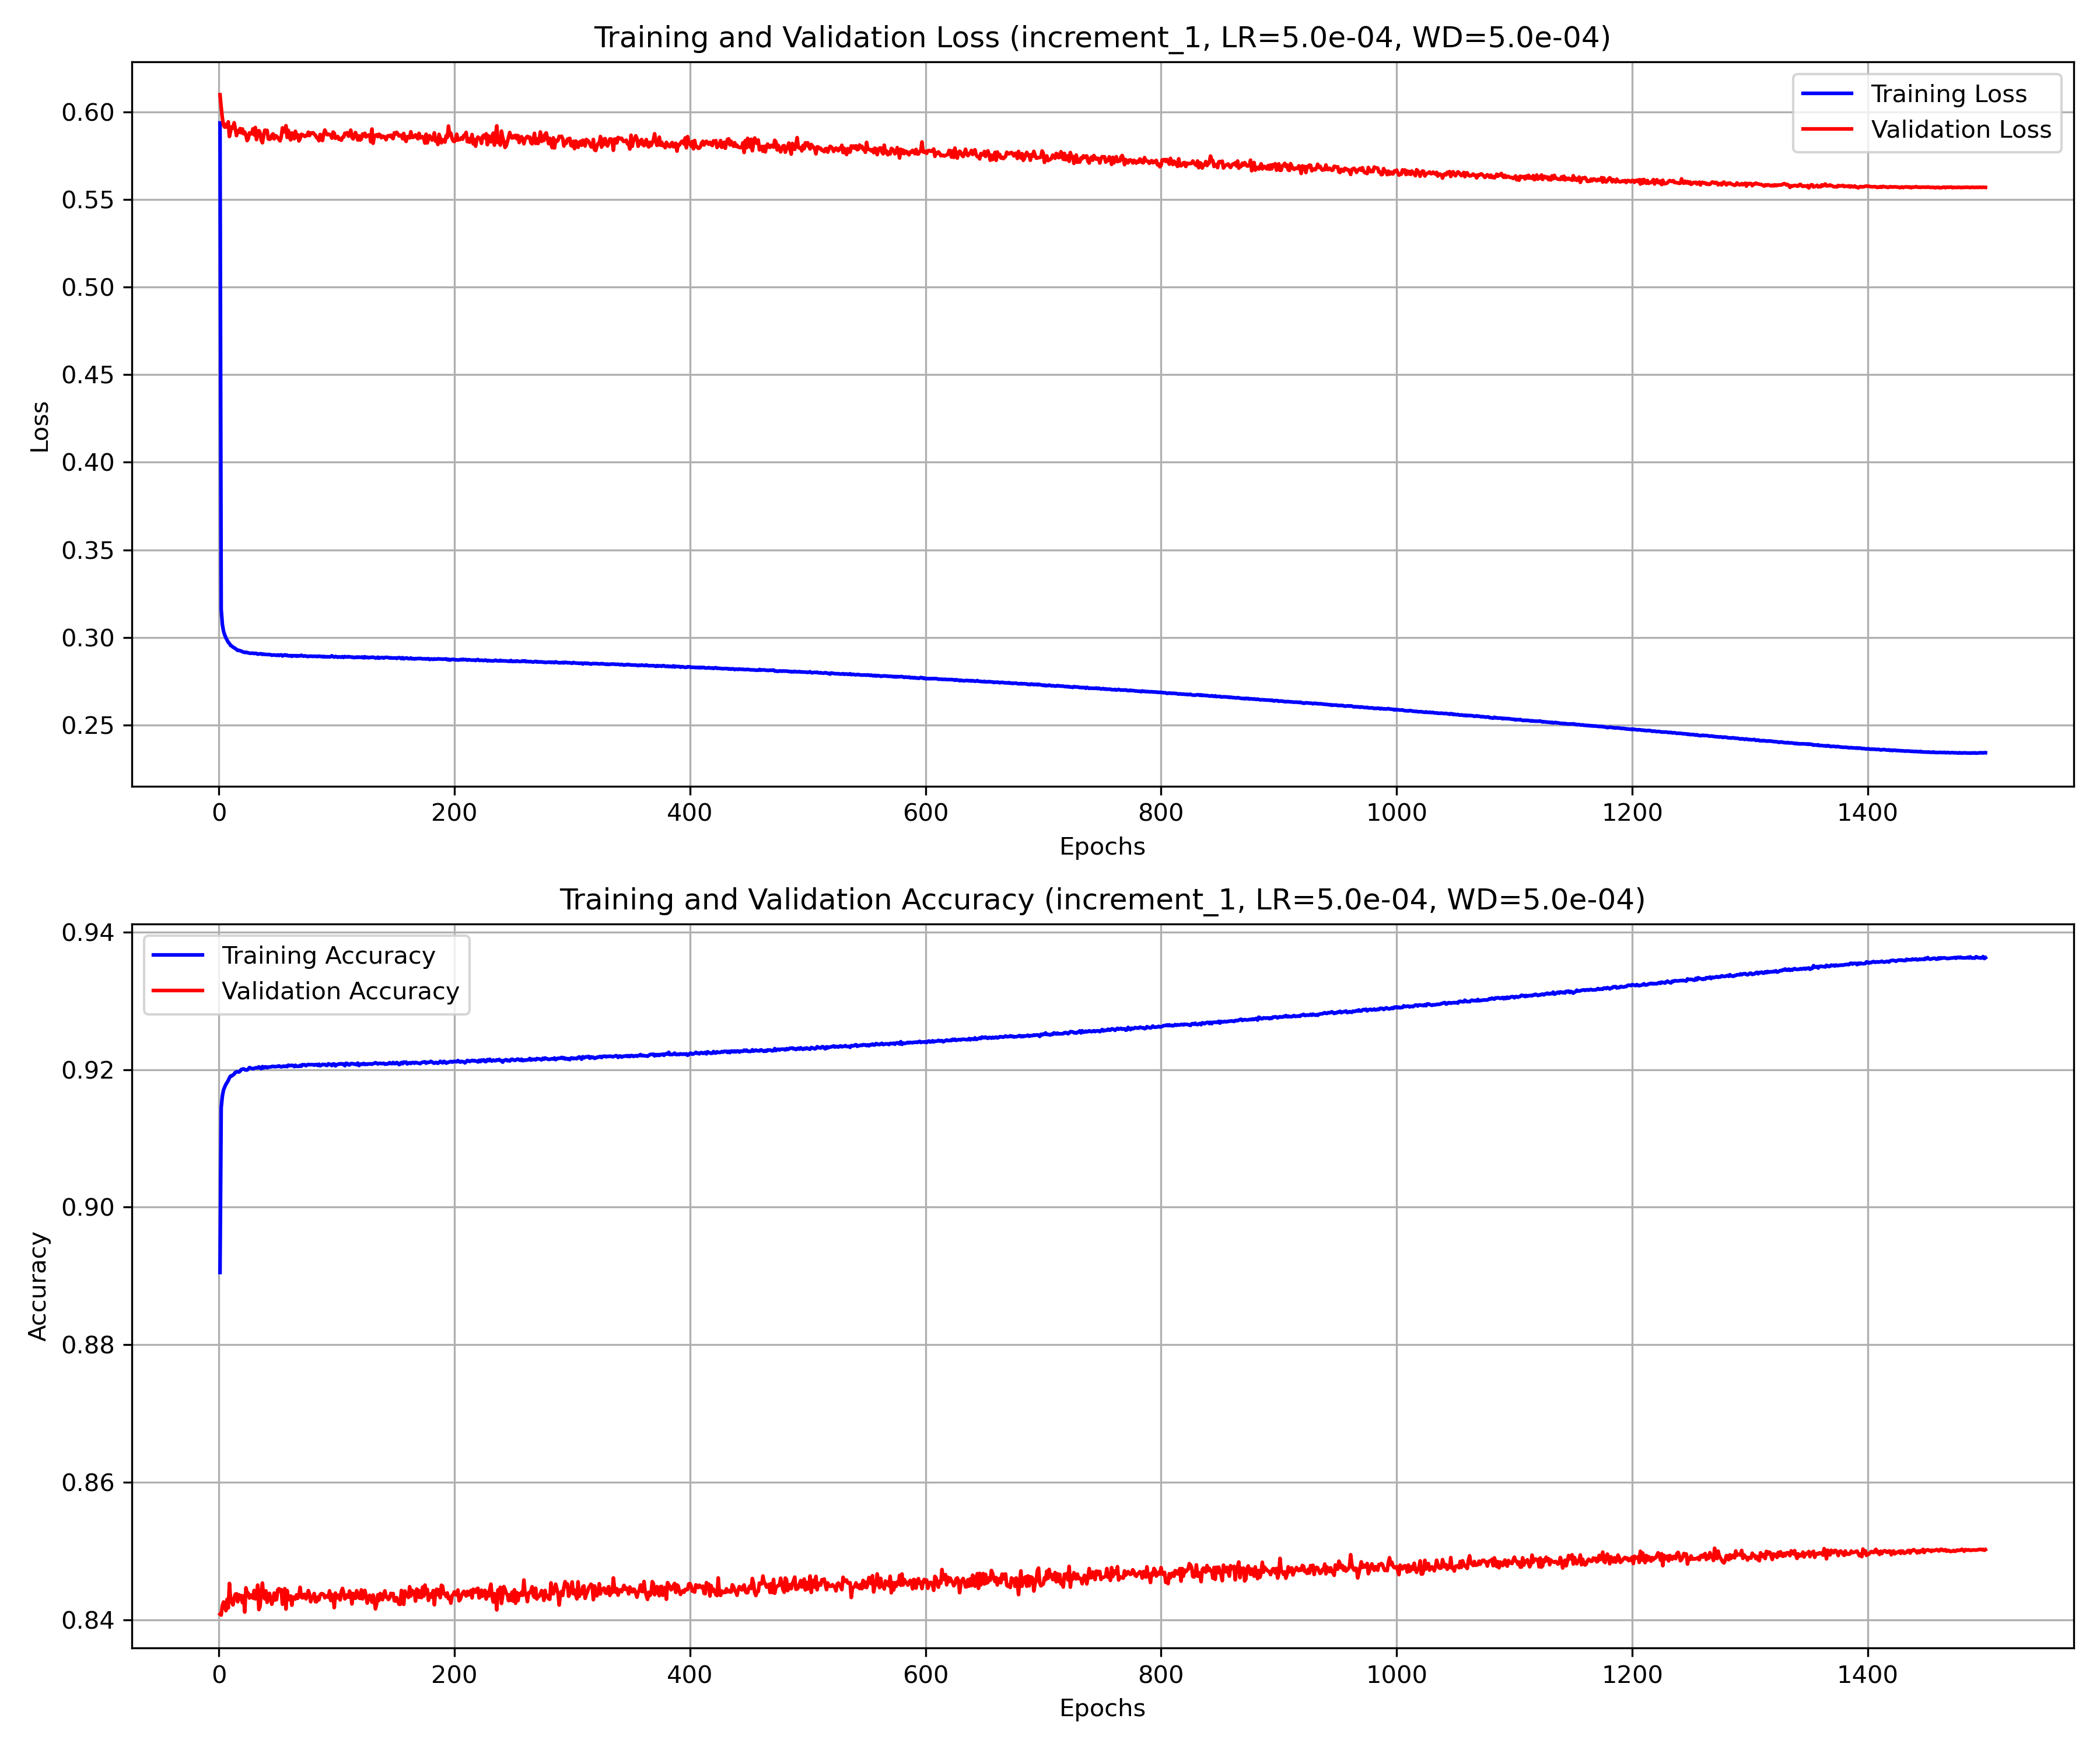 Training and Validation Loss (increment_1, LR=5.0e-04, WD=5.0e-04)
Training Loss
Validation Loss
0.60
0.55
0.50
0.45
0.40
0.35
0.30
0.25
Loss
0 200 400 600 800 1000 1200 1400
Epochs
Training and Validation Accuracy (increment_1, LR=5.0e-04, WD=5.0e-04)
Training Accuracy
Validation Accuracy
0.94
0.92
0.90
0.88
0.86
0.84
Accuracy
0 200 400 600 800 1000 1200 1400
Epochs